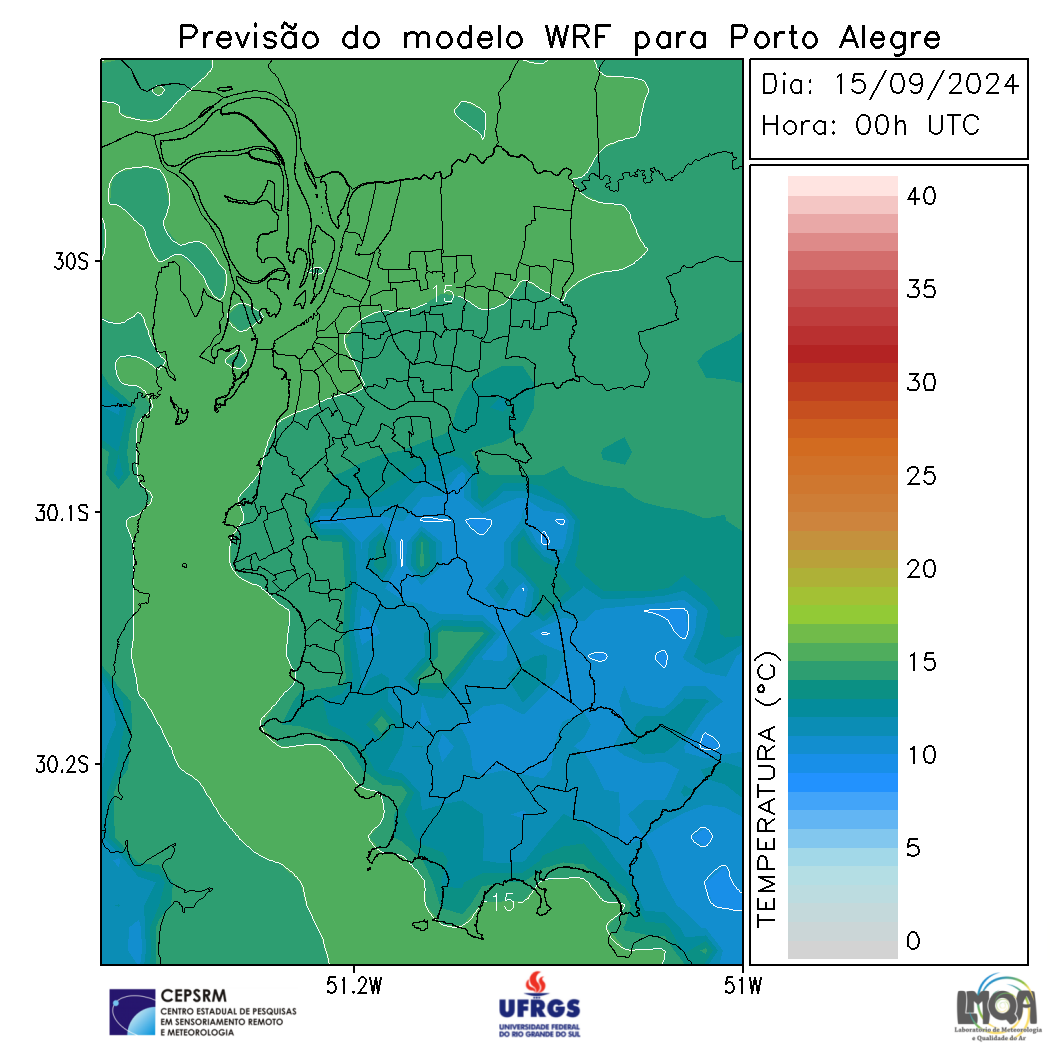 Previsão do modelo WRF para Porto Alegre
Dia: 15/09/2024
Hora: 00h UTC
40
35
30
25
20
15
10
5
0
TEMPERATURA (°C)
30S
30.1S
30.2S
15
15
51.2W
51W
CEPSRM
CENTRO ESTADUAL DE PESQUISAS
EM SENSORIAMENTO REMOTO
E METEOROLOGIA
UFRGS
UNIVERSIDADE FEDERAL
DO RIO GRANDE DO SUL
LMQA
Laboratório de Meteorologia
e Qualidade do Ar